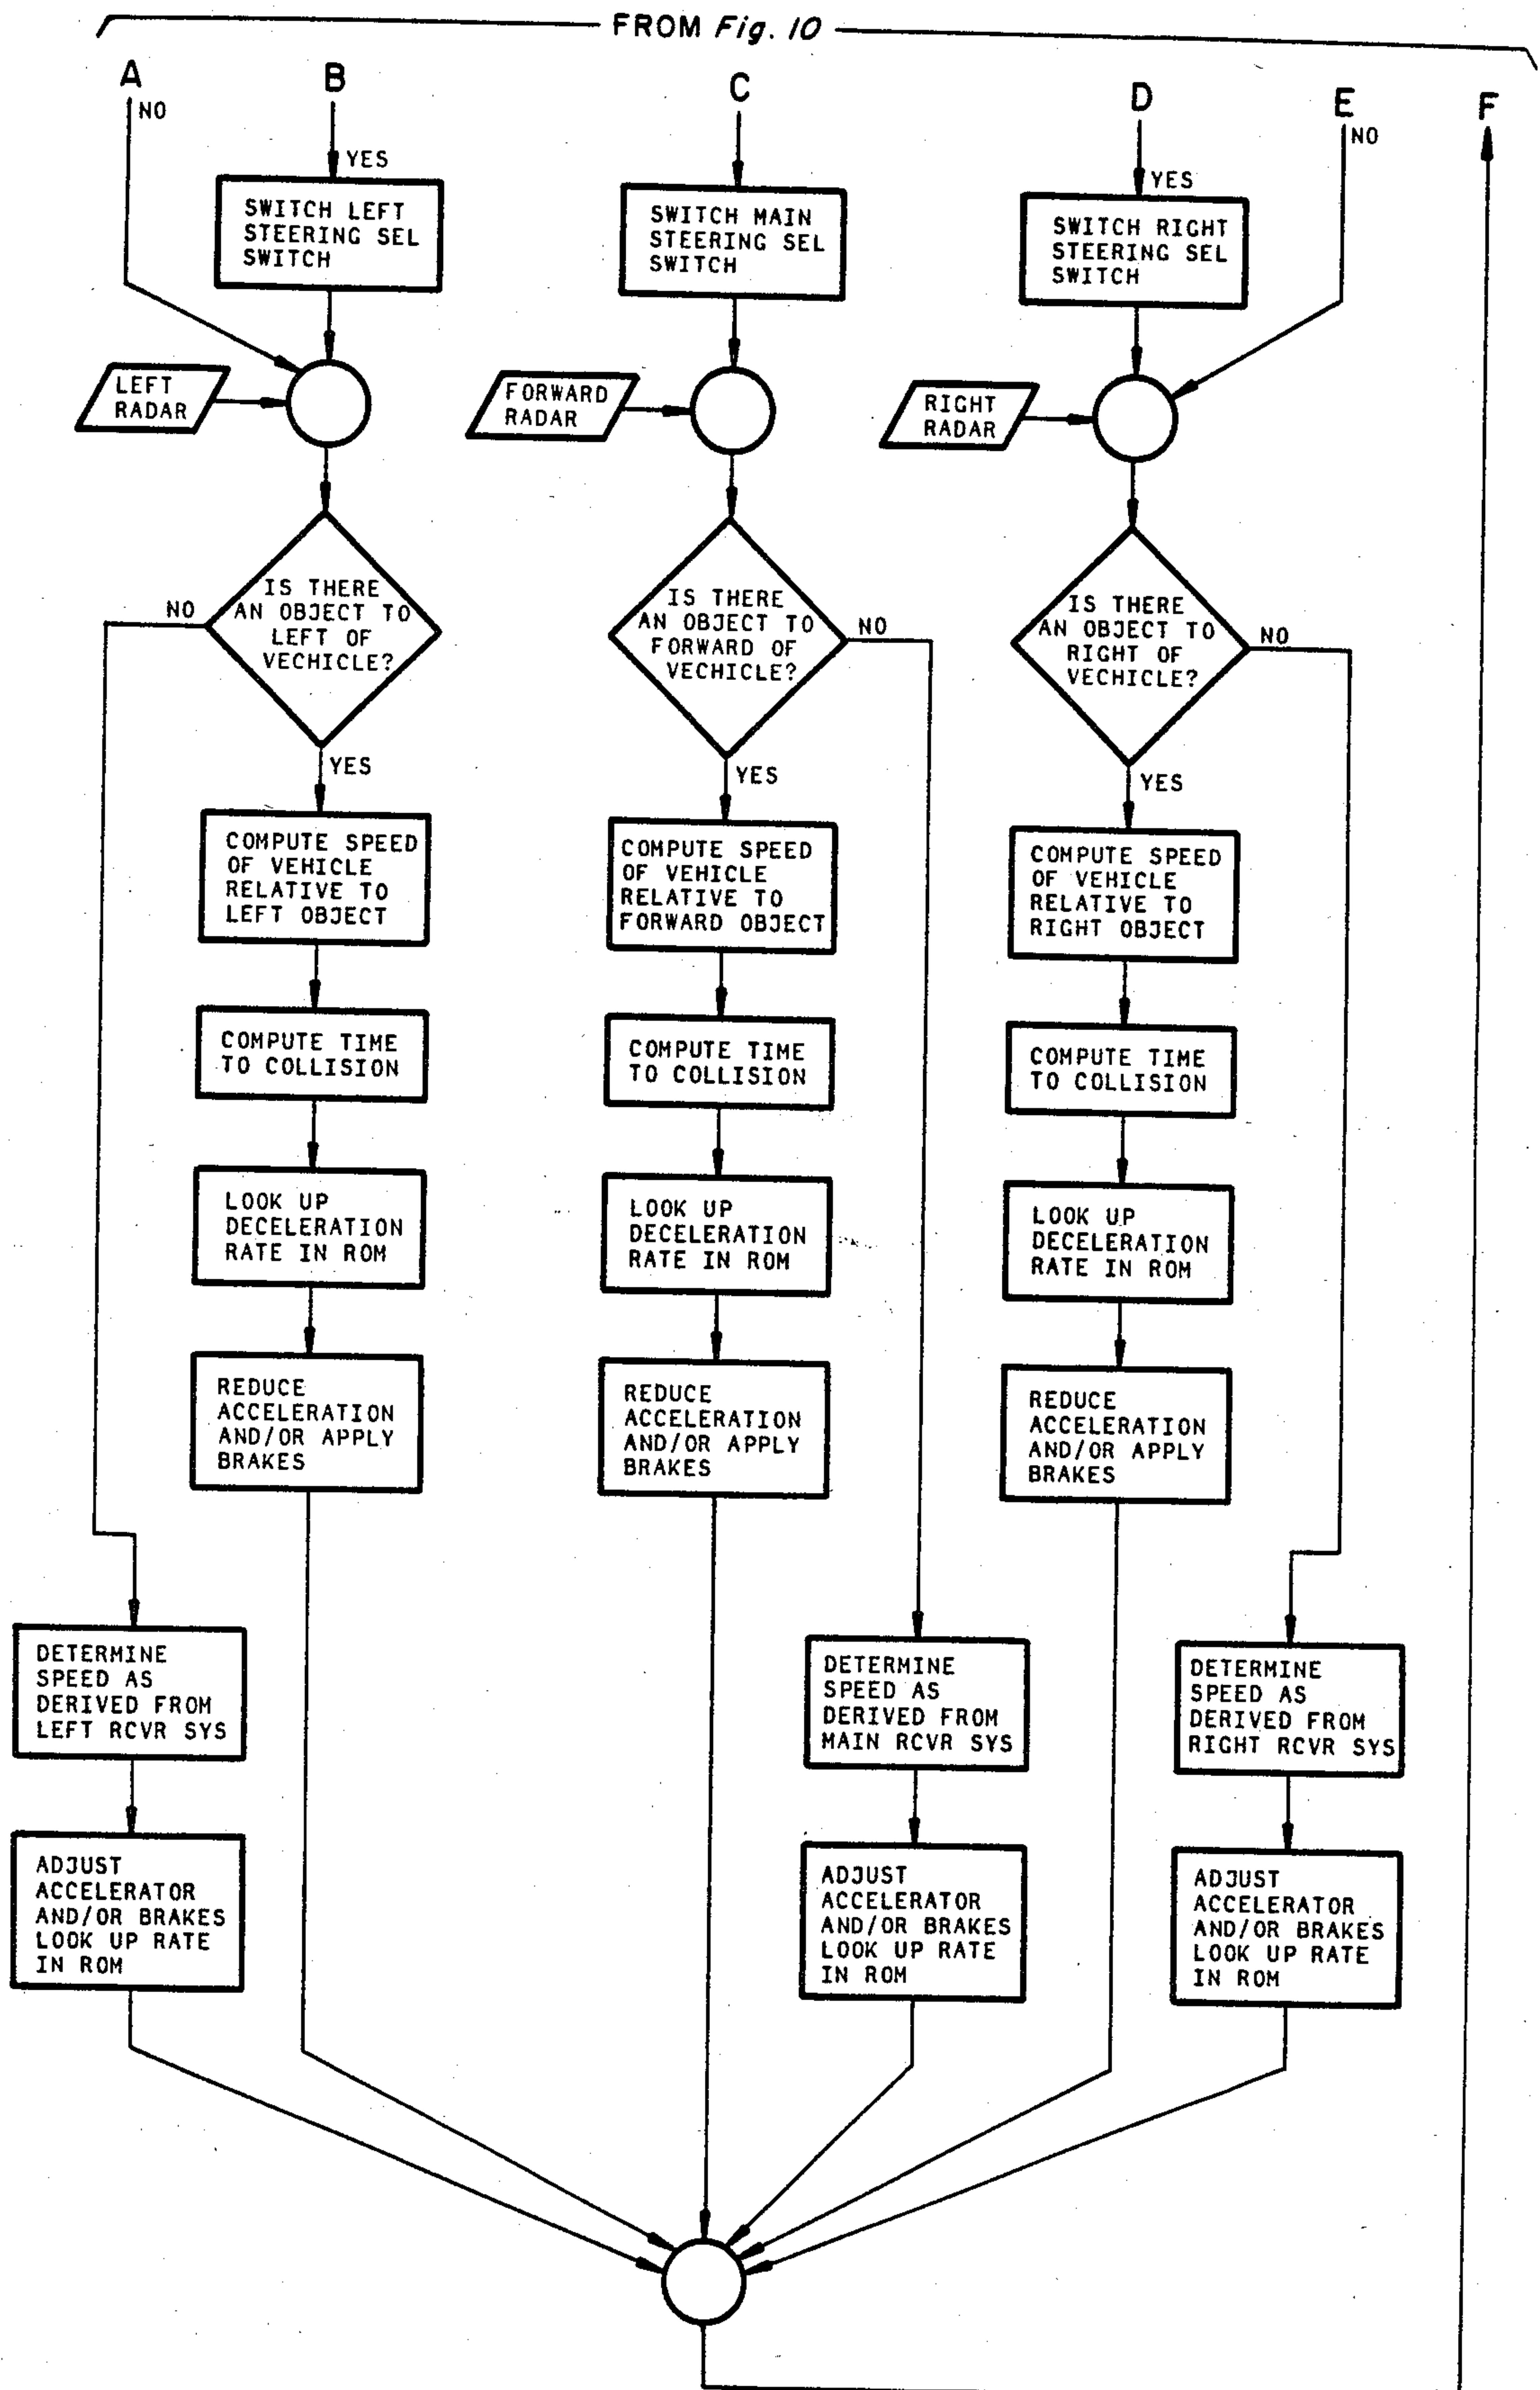 FROM Fig. 10
A
NO
B
YES
C
D
YES
E
NO
F
SWITCH LEFT
STEERING SEL
SWITCH
SWITCH MAIN
STEERING SEL
SWITCH
SWITCH RIGHT
STEERING SEL
SWITCH
LEFT
RADAR
FORWARD
RADAR
RIGHT
RADAR
IS THERE
AN OBJECT TO
LEFT OF
VECHICLE?
NO
YES
IS THERE
AN OBJECT TO
FORWARD OF
VECHICLE?
NO
YES
IS THERE
AN OBJECT TO
RIGHT OF
VECHICLE?
NO
YES
COMPUTE SPEED
OF VEHICLE
RELATIVE TO
LEFT OBJECT
COMPUTE SPEED
OF VEHICLE
RELATIVE TO
FORWARD OBJECT
COMPUTE SPEED
OF VEHICLE
RELATIVE TO
RIGHT OBJECT
COMPUTE TIME
TO COLLISION
COMPUTE TIME
TO COLLISION
COMPUTE TIME
TO COLLISION
LOOK UP
DECELERATION
RATE IN ROM
LOOK UP
DECELERATION
RATE IN ROM
LOOK UP
DECELERATION
RATE IN ROM
REDUCE
ACCELERATION
AND/OR APPLY
BRAKES
REDUCE
ACCELERATION
AND/OR APPLY
BRAKES
REDUCE
ACCELERATION
AND/OR APPLY
BRAKES
DETERMINE
SPEED AS
DERIVED FROM
LEFT RCVR SYS
DETERMINE
SPEED AS
DERIVED FROM
MAIN RCVR SYS
DETERMINE
SPEED AS
DERIVED FROM
RIGHT RCVR SYS
ADJUST
ACCELERATOR
AND/OR BRAKES
LOOK UP RATE
IN ROM
ADJUST
ACCELERATOR
AND/OR BRAKES
LOOK UP RATE
IN ROM
ADJUST
ACCELERATOR
AND/OR BRAKES
LOOK UP RATE
IN ROM